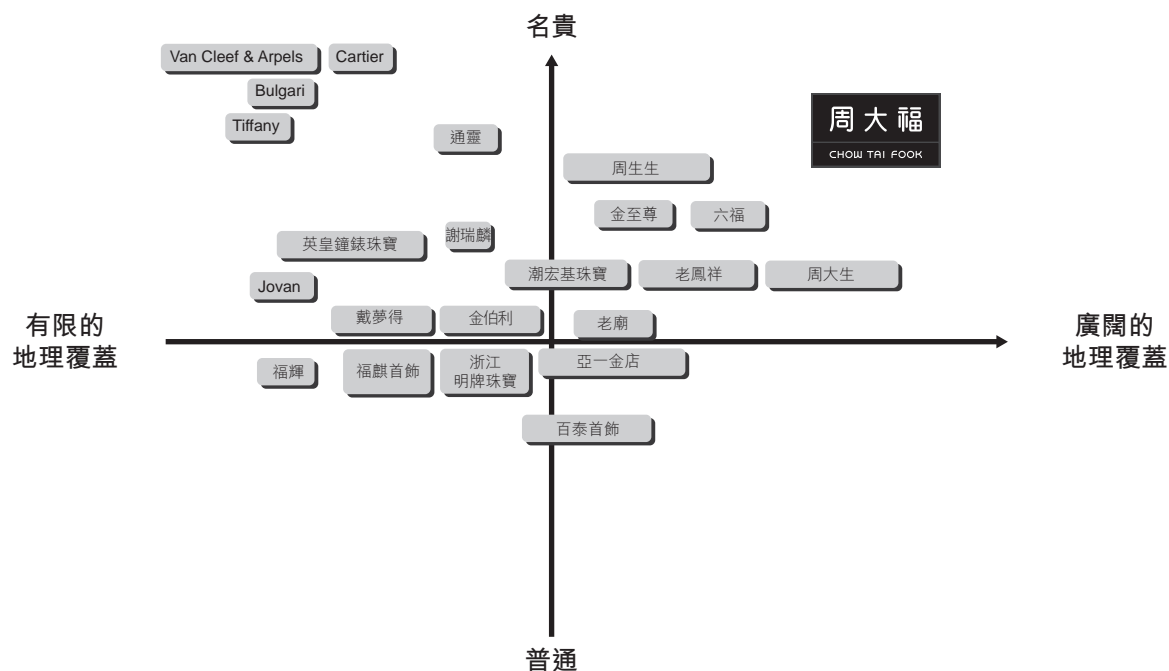 名貴
Van Cleef & Arpels
Cartier
Bulgari
Tiffany
通靈
周大福
CHOW TAI FOOK
周生生
金至尊
六福
英皇鐘錶珠寶
謝瑞麟
潮宏基珠寶
老鳳祥
周大生
Jovan
戴夢得
金伯利
老廟
有限的
地理覆蓋
廣闊的
地理覆蓋
福輝
福麒首飾
浙江
明牌珠寶
亞一金店
百泰首飾
普通